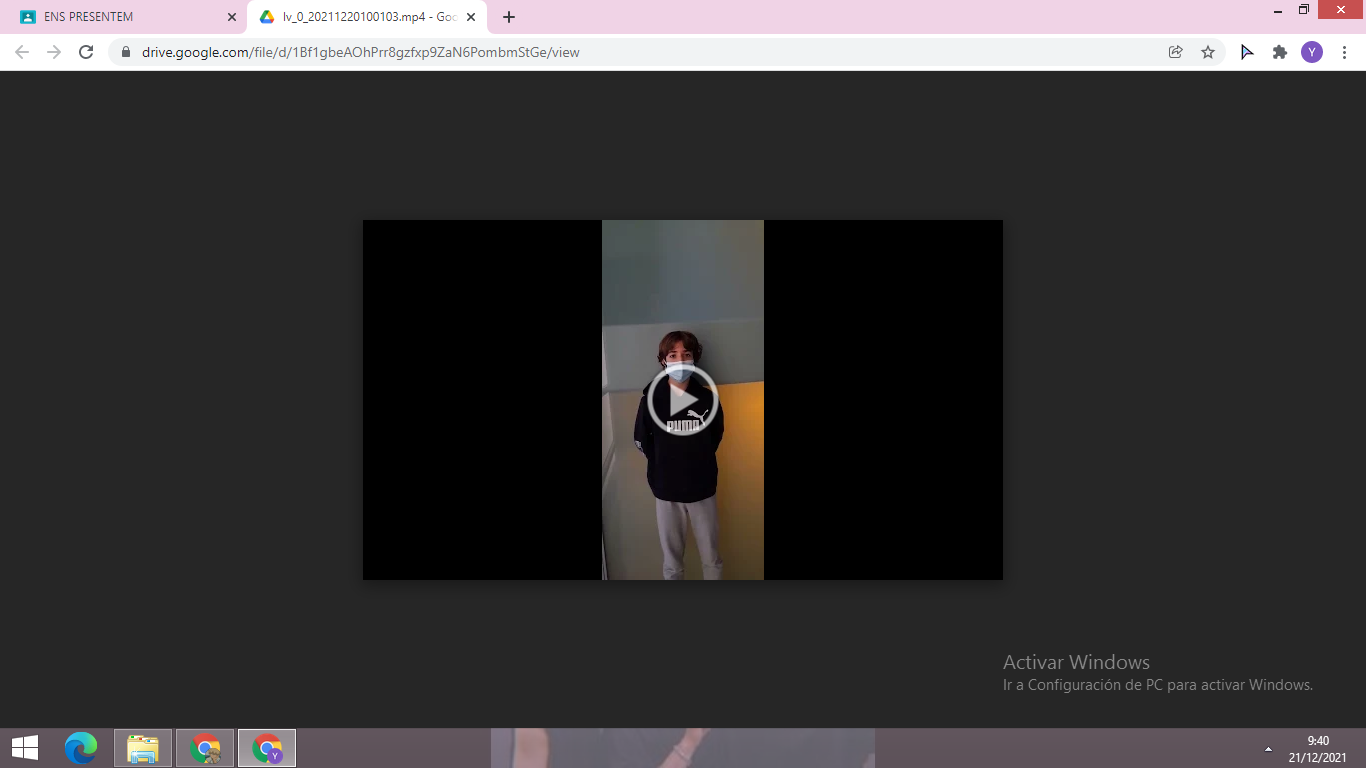 ENS PRESENTEM
lv_0_20211220100103.mp4 - Goc
drive.google.com/file/d/1Bf1gbeAOhPrr8gzfxp9ZaN6PombmStGe/view
Y
PUMA
Activar Windows
Ir a Configuración de PC para activar Windows.
Y
9:40
21/12/2021